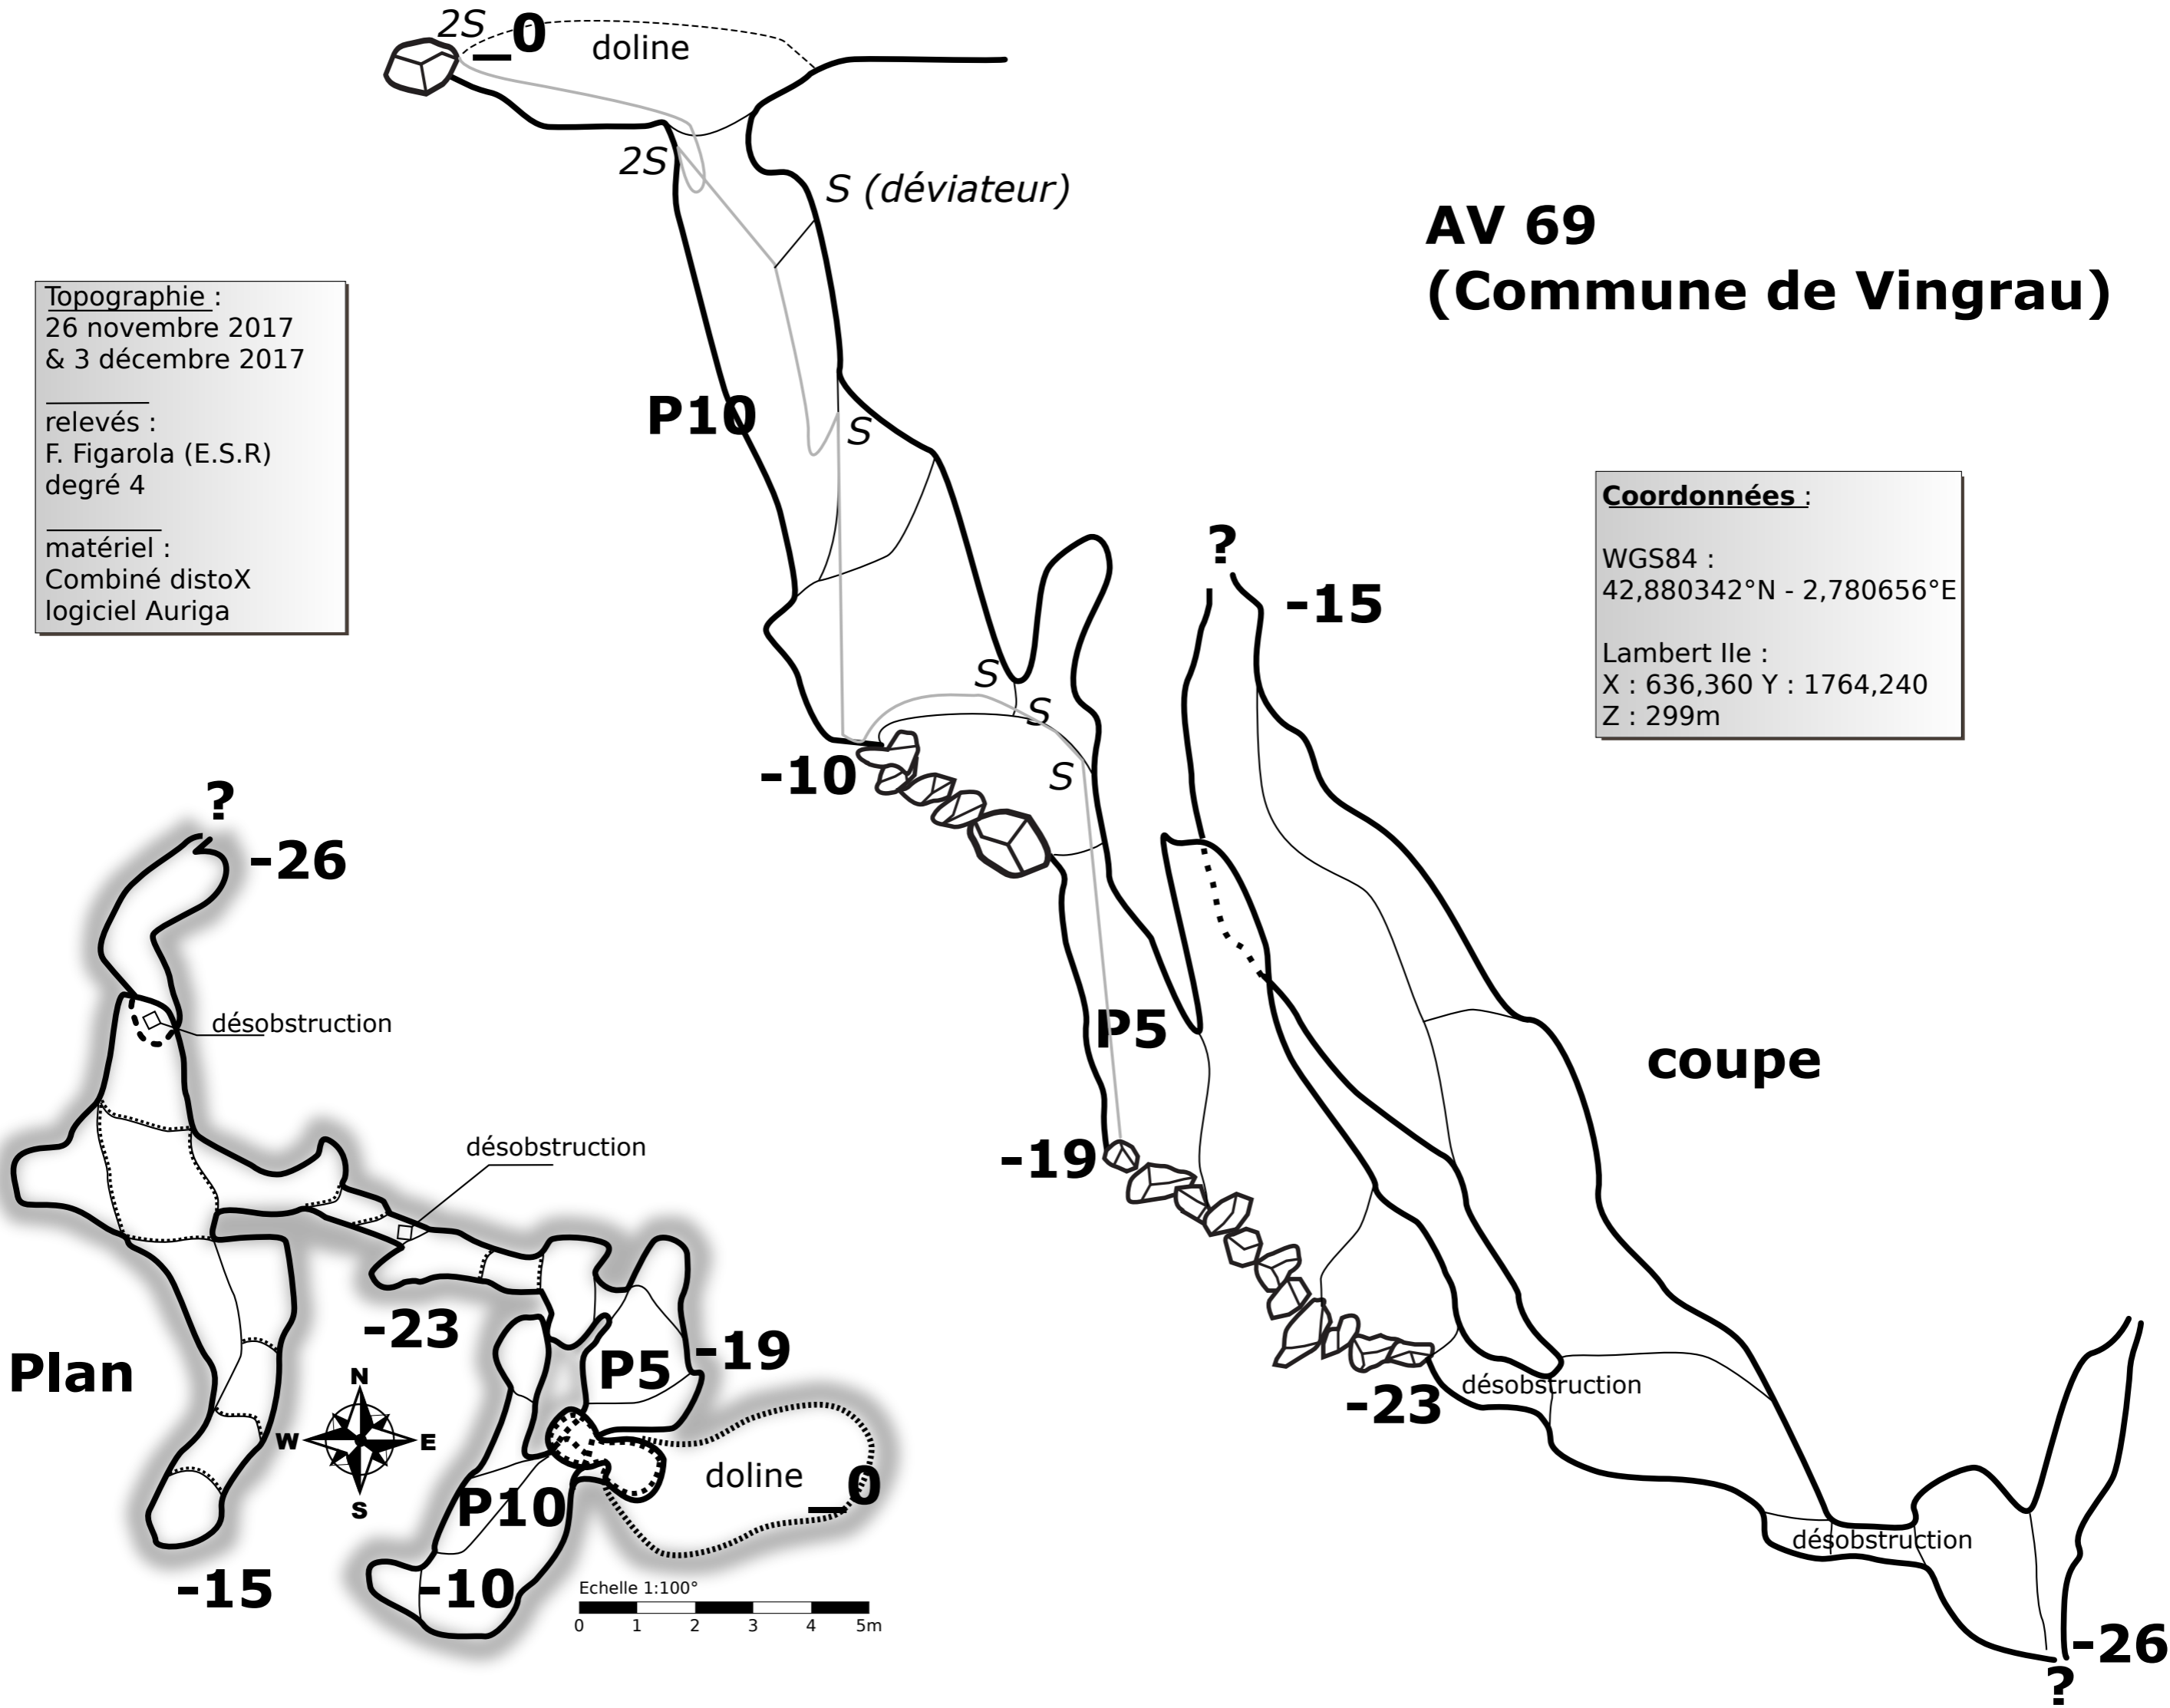 2S
_0
doline
2S
S (déviateur)
AV 69
(Commune de Vingrau)
Topographie :
26 novembre 2017
& 3 décembre 2017
relevés :
F. Figarola (E.S.R)
degré 4
matériel :
Combiné distoX
logiciel Auriga
P10
S
Coordonnées :
WGS84 :
42,880342°N - 2,780656°E
Lambert IIe :
X : 636,360 Y : 1764,240
Z : 299m
?
-15
S
S
S
-10
P5
coupe
-19
-23
désobstruction
désobstruction
-26
?
?
-26
désobstruction
désobstruction
-23
Plan
P5
-19
N
W
E
S
doline
_0
P10
-10
-15
Echelle 1:100°
0 1 2 3 4 5m